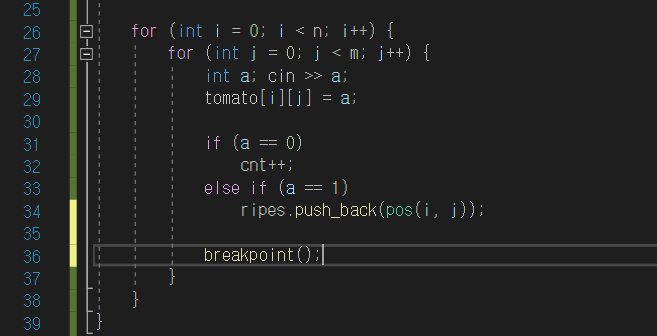 25
26 for (int i = 0; i < n; i++) {
27 for (int j = 0; j < m; j++) {
28 int a; cin >> a;
29 tomato[i][j] = a;
30
31 if (a == 0)
32 cnt++;
33 else if (a == 1)
34 ripes.push_back(pos(i, j));
35
36 breakpoint();
37 }
38 }
39 }